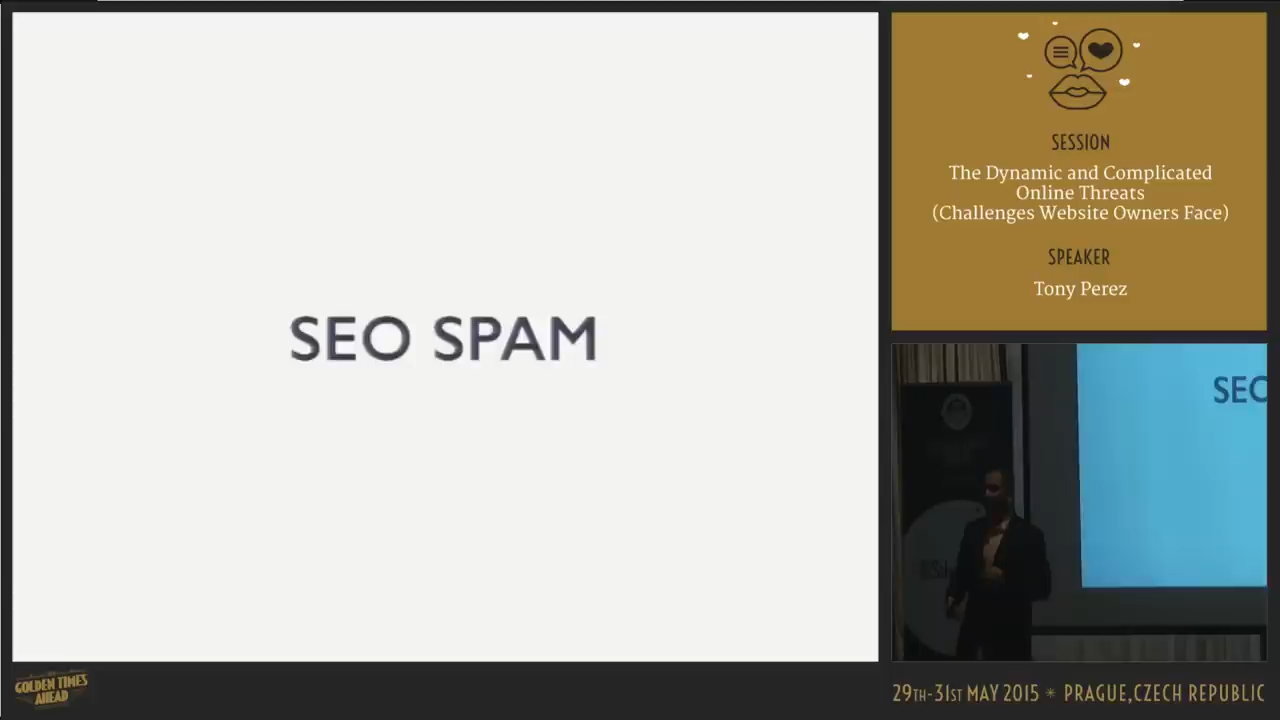 SEO SPAM
SESSION
The Dynamic and Complicated
Online Threats
(Challenges Website Owners Face)
SPEAKER
Tony Perez
SEO
GOLDEN TIMES
AHEAD
29TH-31ST MAY 2015 * PRAGUE,CZECH REPUBLIC